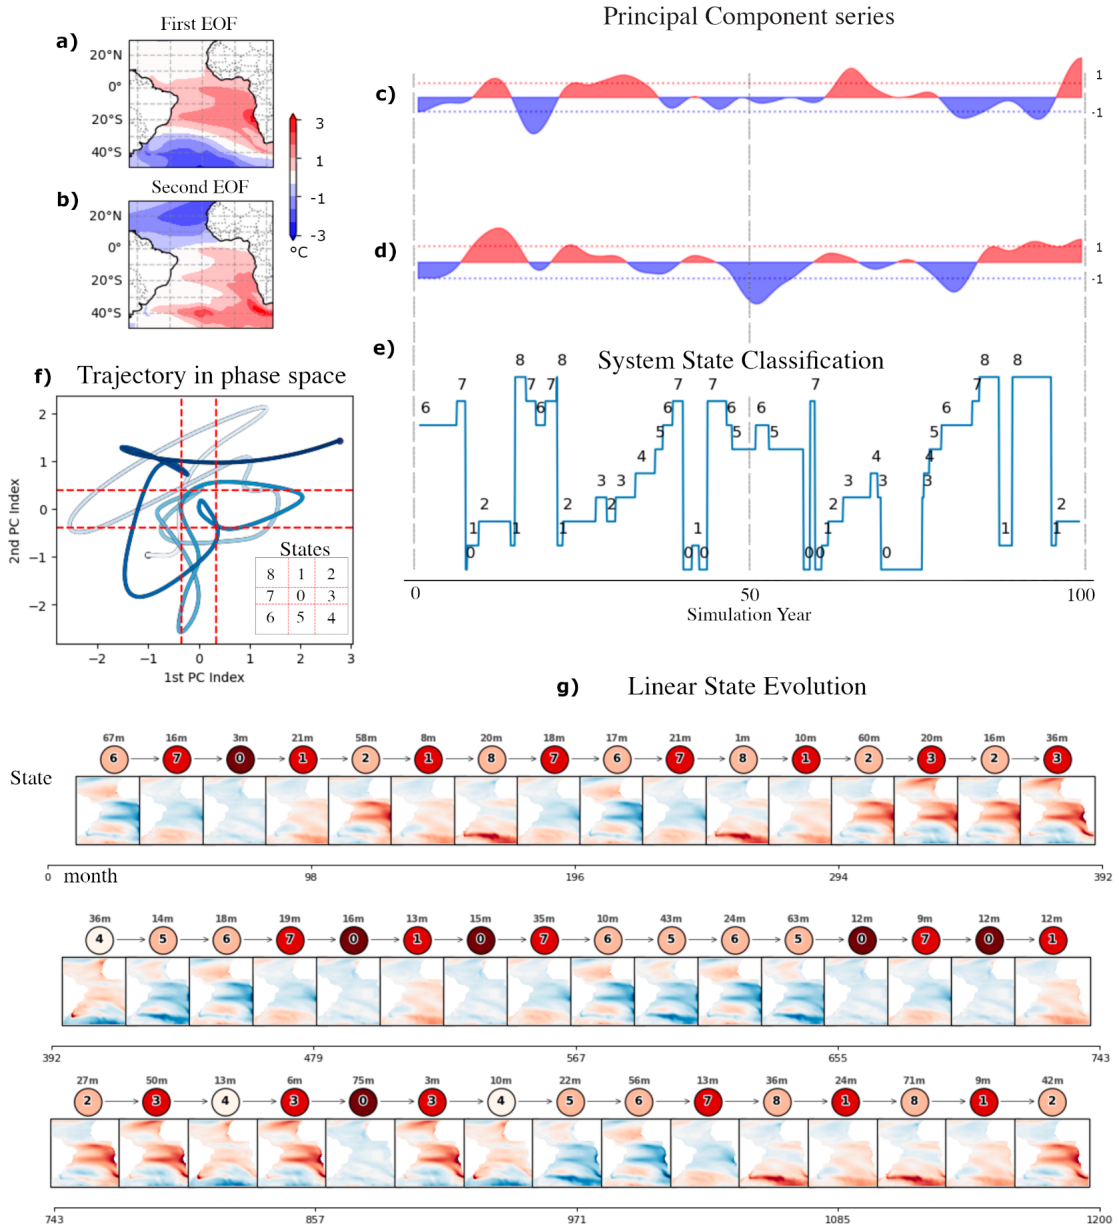 First EOF
a)
20°N
0°
20°S
40°S
3
1
-1
-3
°C
Second EOF
b)
20°N
0°
20°S
40°S
Principal Component series
c)
1
-1
d)
1
-1
e)
System State Classification
6 7 0 1 2 1 8 7 6 7 8 1 2 3 2 3 4 5 6 7 0 1 0 7 6 5 6 5 0 7 0 1 2 3 4 3 0 3 4 5 6 7 8 1 8 1 2
0 50 100
Simulation Year
f) Trajectory in phase space
2
1
0
−1
−2
2nd PC Index
−2 −1 0 1 2 3
1st PC Index
States
8 1 2
7 0 3
6 5 4
g) Linear State Evolution
67m 16m 3m 21m 58m 8m 20m 18m 17m 21m 1m 10m 60m 20m 16m 36m
6 7 0 1 2 1 8 7 6 7 8 1 2 3 2 3
State
0 98 196 294 392
month
36m 14m 18m 19m 16m 13m 15m 35m 10m 43m 24m 63m 12m 9m 12m 12m
4 5 6 7 0 1 0 7 6 5 6 5 0 7 0 1
392 479 567 655 743
27m 50m 13m 6m 75m 3m 10m 22m 56m 13m 36m 24m 71m 9m 42m
2 3 4 3 0 3 4 5 6 7 8 1 8 1 2
743 857 971 1085 1200